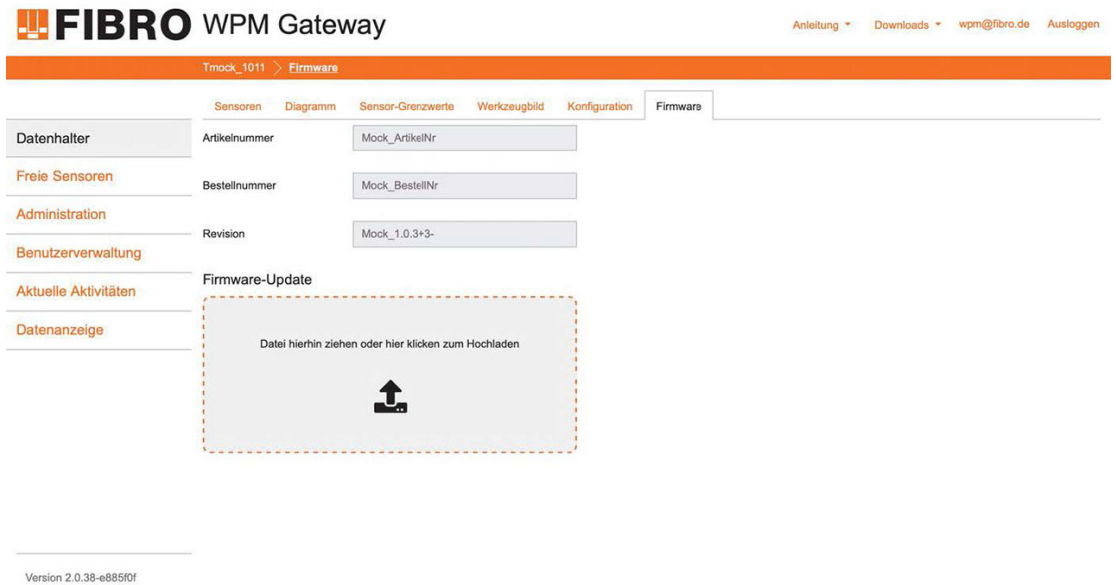 FIBRO WPM Gateway
Anleitung Downloads wpm@fibro.de Ausloggen
Tmock_1011 Firmware
Sensoren Diagramm Sensor-Grenzwerte Werkzeugbild Konfiguration Firmware
Datenhalter
Freie Sensoren
Administration
Benutzerverwaltung
Aktuelle Aktivitäten
Datenanzeige
Artikelnummer Mock_ArtikelNr
Bestellnummer Mock_BestellNr
Revision Mock_1.0.3+3-
Firmware-Update
Datei hierhin ziehen oder hier klicken zum Hochladen
Version 2.0.38-e885f0f